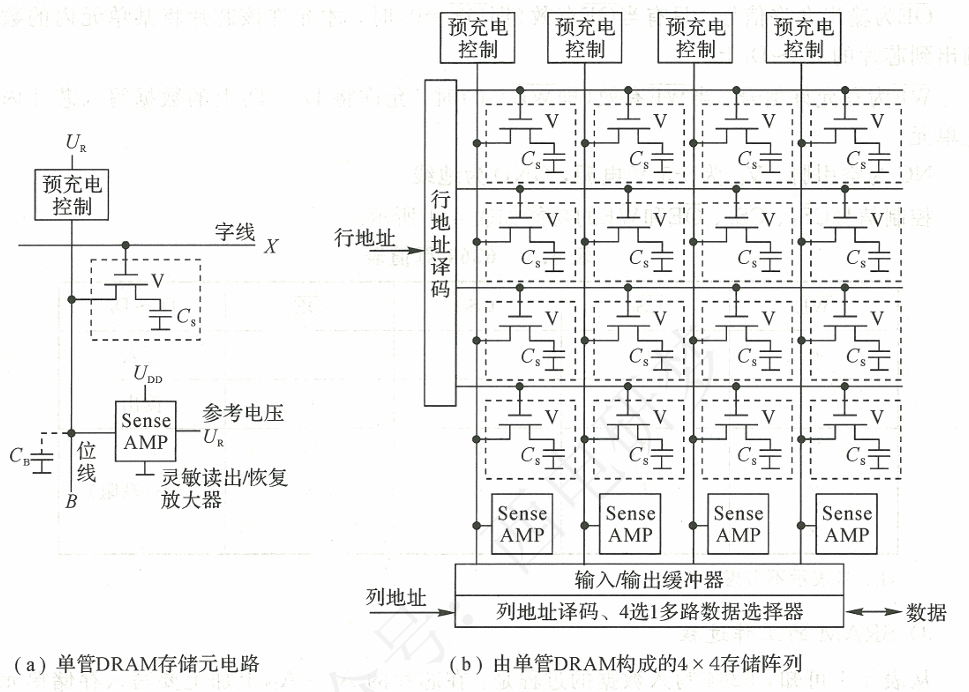 U_R
预充电
控制
字线
X
V
C_s
U_DD
Sense
AMP
参考电压
U_R
C_B
位线
B
灵敏读出/恢复
放大器
(a) 单管DRAM存储元电路
预充电
控制
预充电
控制
预充电
控制
预充电
控制
行地址
行地址译码
V
C_s
V
C_s
V
C_s
V
C_s
V
C_s
V
C_s
V
C_s
V
C_s
V
C_s
V
C_s
V
C_s
V
C_s
V
C_s
V
C_s
V
C_s
V
C_s
Sense
AMP
Sense
AMP
Sense
AMP
Sense
AMP
输入/输出缓冲器
列地址
列地址译码、4选1多路数据选择器
数据
(b) 由单管DRAM构成的4×4存储阵列